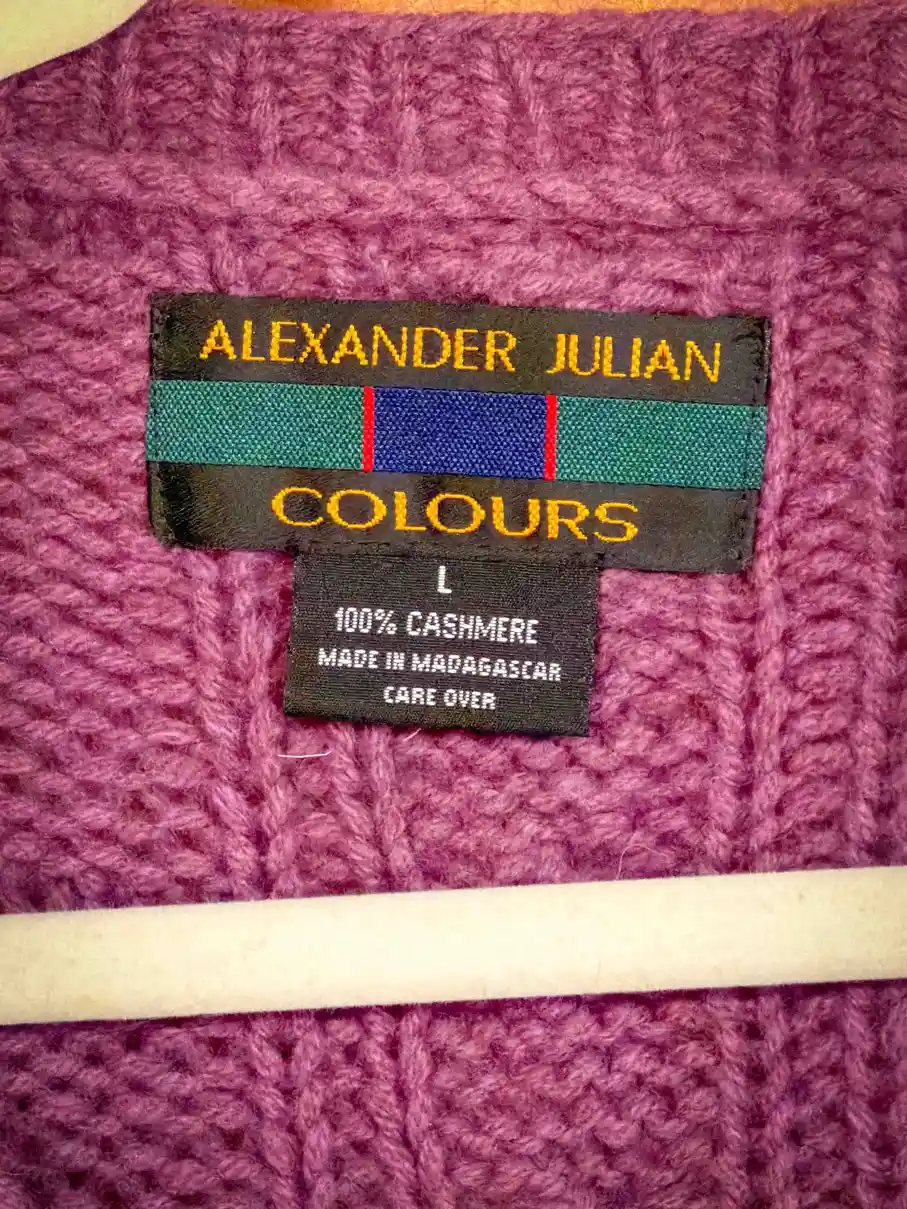 ALEXANDER JULIAN
COLOURS
L
100% CASHMERE
MADE IN MADAGASCAR
CARE OVER